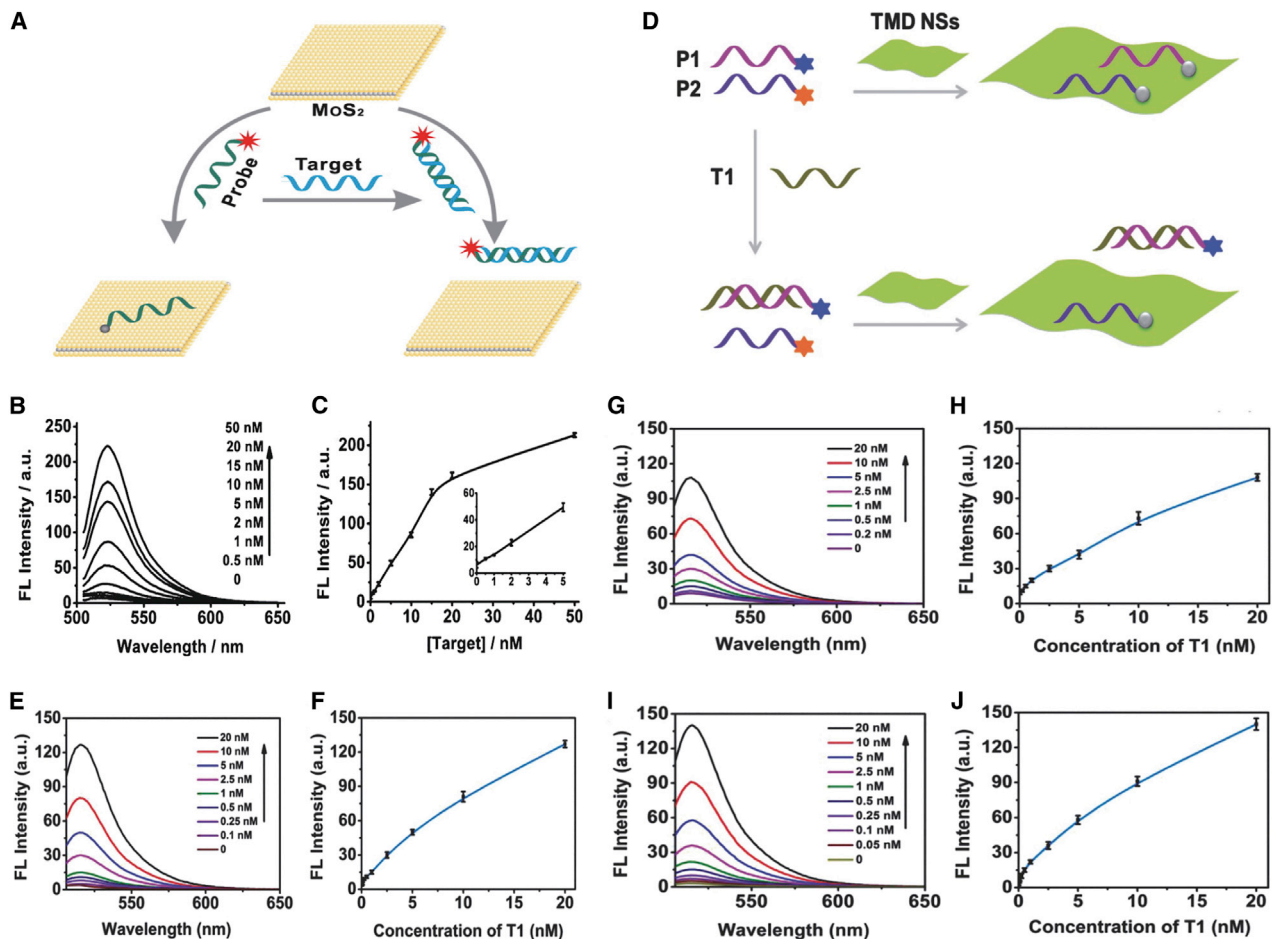 A
MoS₂
Probe
Target
D
TMD NSs
P1
P2
T1
B
FL Intensity / a.u.
250
200
150
100
50
0
500
550
600
650
Wavelength / nm
50 nM
20 nM
15 nM
10 nM
5 nM
2 nM
1 nM
0.5 nM
0
C
FL Intensity / a.u.
200
150
100
50
0
0
10
20
30
40
50
[Target] / nM
60
40
20
0
0
1
2
3
4
5
G
FL Intensity (a.u.)
150
120
90
60
30
0
550
600
650
Wavelength (nm)
20 nM
10 nM
5 nM
2.5 nM
1 nM
0.5 nM
0.2 nM
0
H
FL Intensity (a.u.)
150
120
90
60
30
0
0
5
10
15
20
Concentration of T1 (nM)
E
FL Intensity (a.u.)
150
120
90
60
30
0
550
600
650
Wavelength (nm)
20 nM
10 nM
5 nM
2.5 nM
1 nM
0.5 nM
0.25 nM
0.1 nM
0
F
FL Intensity (a.u.)
150
120
90
60
30
0
0
5
10
15
20
Concentration of T1 (nM)
I
FL Intensity (a.u.)
150
120
90
60
30
0
550
600
650
Wavelength (nm)
20 nM
10 nM
5 nM
2.5 nM
1 nM
0.5 nM
0.25 nM
0.1 nM
0.05 nM
0
J
FL Intensity (a.u.)
150
120
90
60
30
0
0
5
10
15
20
Concentration of T1 (nM)